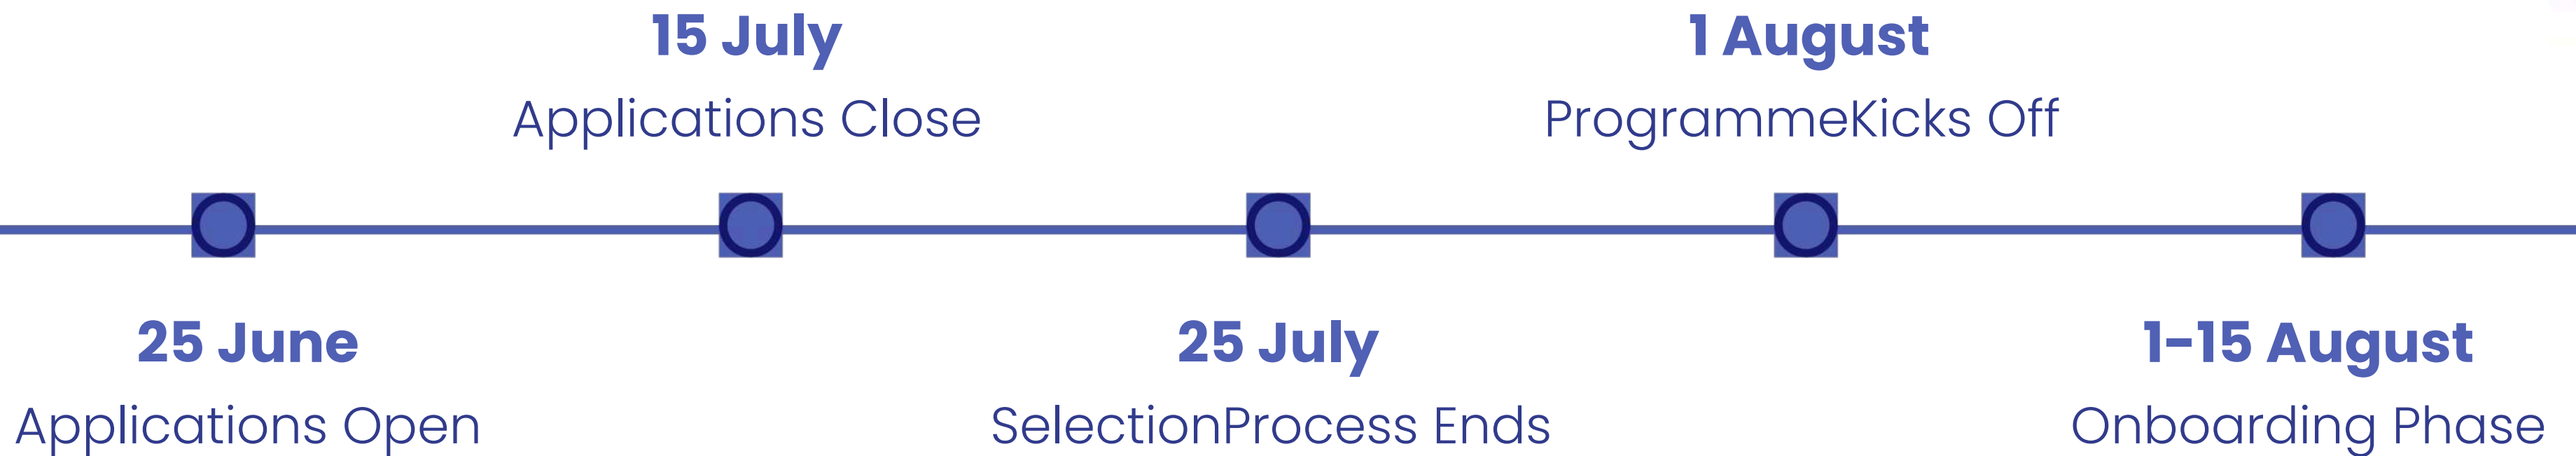 25 June
Applications Open
15 July
Applications Close
25 July
SelectionProcess Ends
1 August
ProgrammeKicks Off
1-15 August
Onboarding Phase